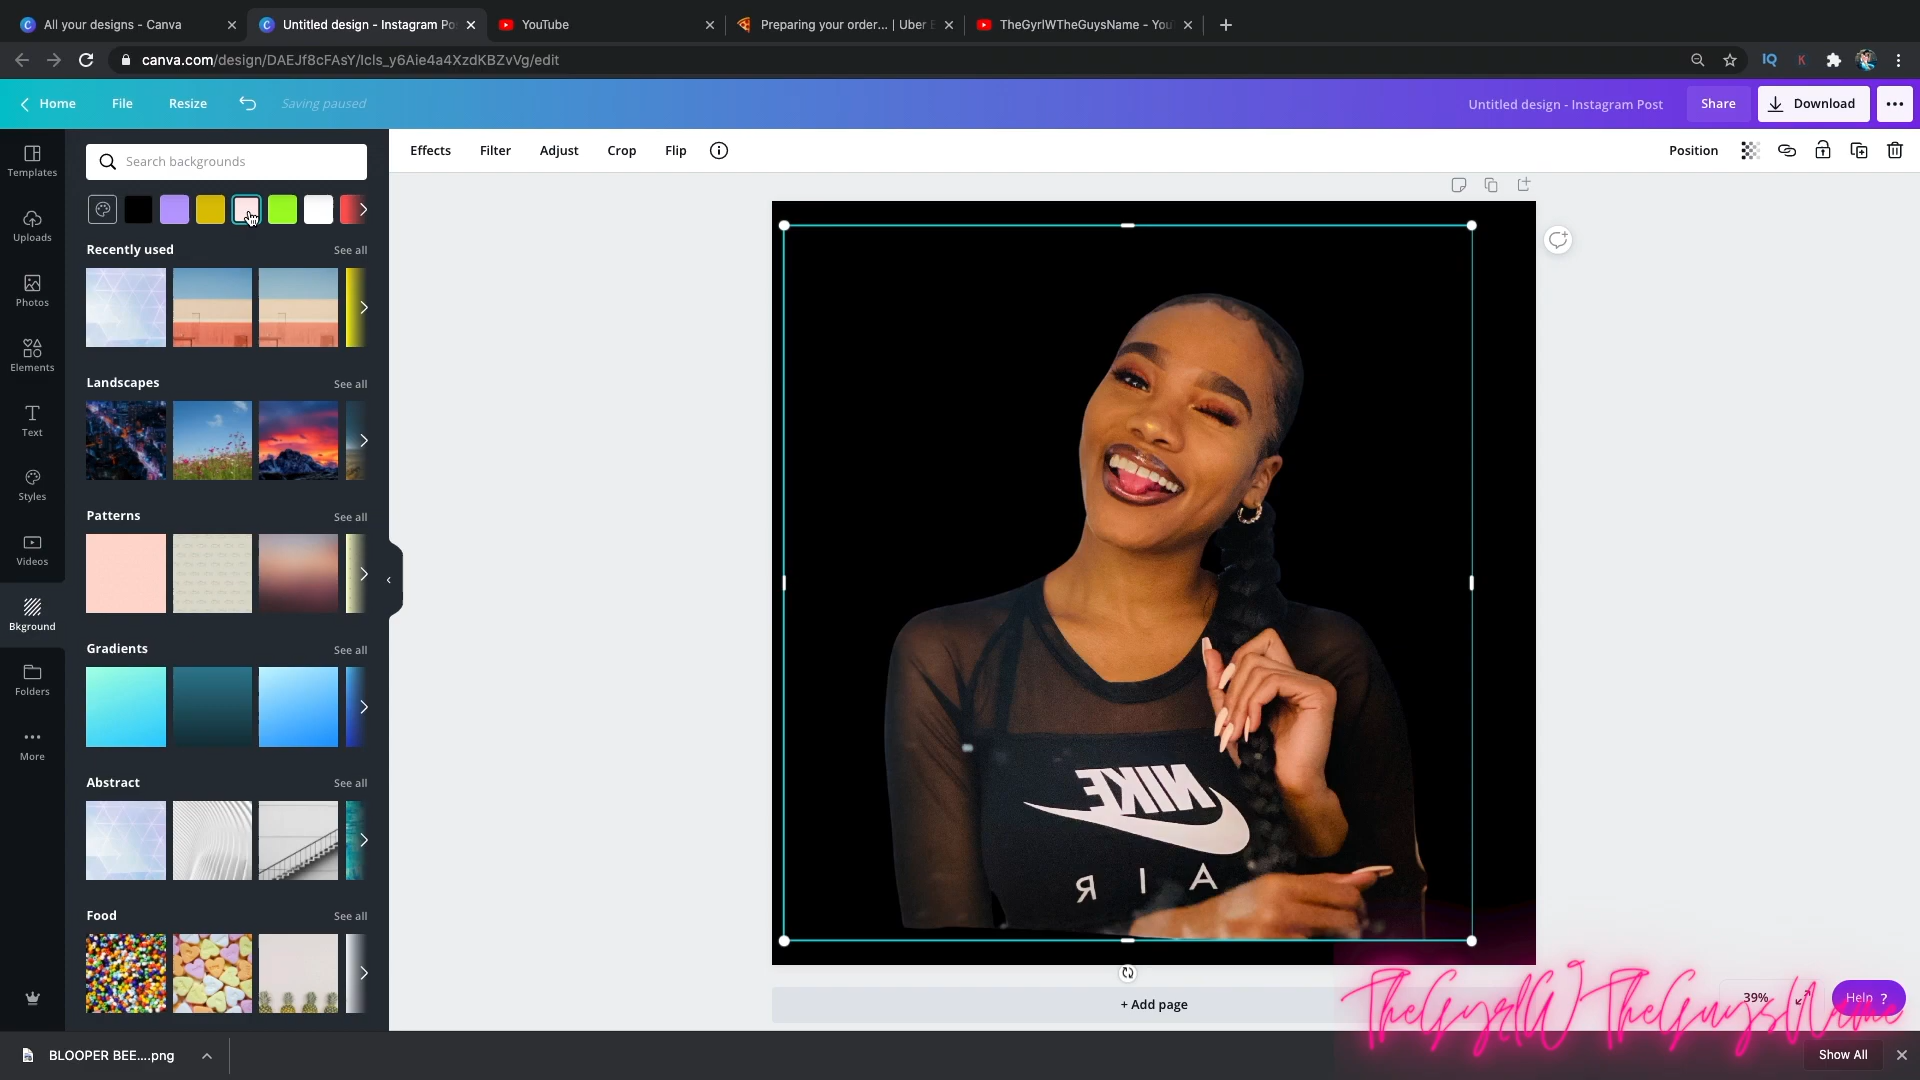 All your designs - Canva
Untitled design - Instagram Po
YouTube
Preparing your order... | Uber E
TheGyrlWTheGuysName - You
canva.com/design/DAEJf8cFAsY/Icls_y6Aie4a4XzdKBZvVg/edit
IQ
K
Home
File
Resize
Saving paused
Untitled design - Instagram Post
Share
Download
Templates
Uploads
Photos
Elements
Text
Styles
Videos
Bkground
Folders
More
Search backgrounds
Recently used
See all
Landscapes
See all
Patterns
See all
Gradients
See all
Abstract
See all
Food
See all
Effects
Filter
Adjust
Crop
Flip
Position
NIKE
AIR
+ Add page
39%
Help ?
TheGyrlWTheGuysName
BLOOPER BEE....png
Show All